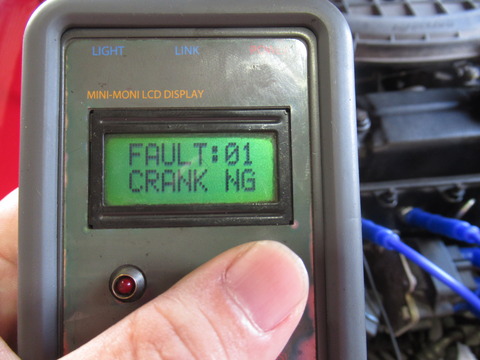 LIGHT LINK
MINI-MONI LCD DISPLAY
FAULT:01
CRANK NG